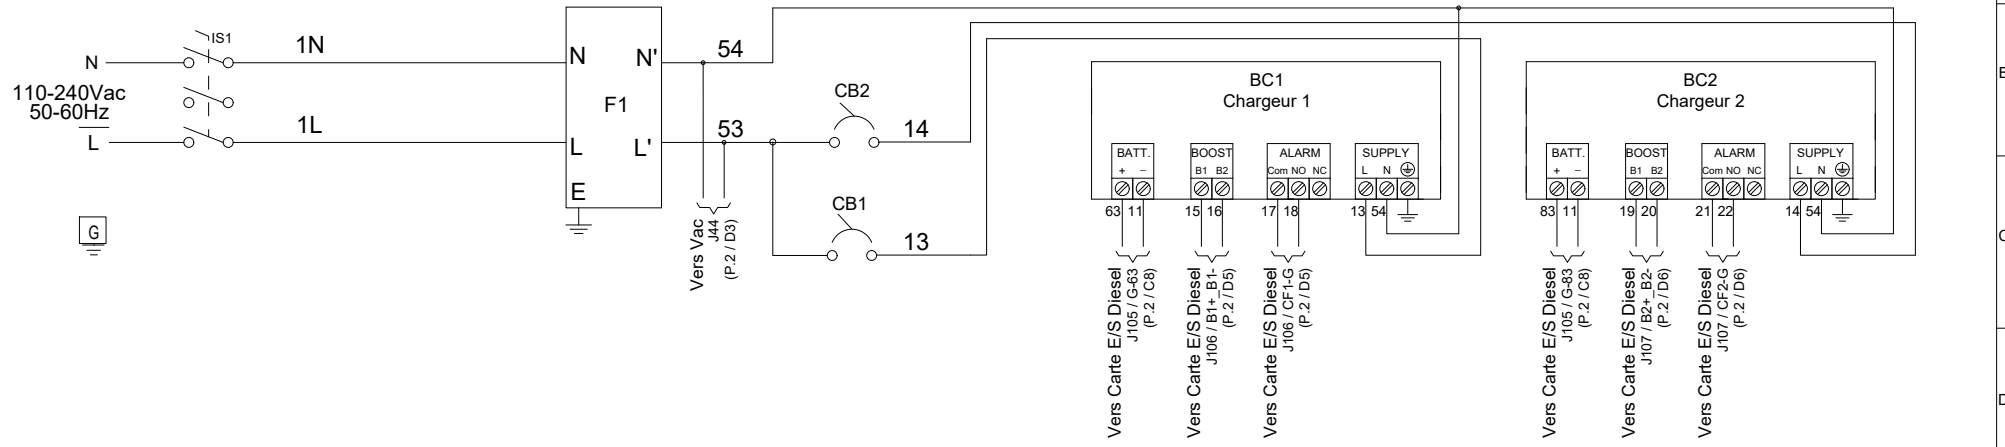 IS1
N
1N
110-240Vac
50-60Hz
L
1L
G
N
N'
F1
L
L'
E
54
53
Vers Vac
J44
(P.2 / D3)
CB2
14
CB1
13
BC1
Chargeur 1
BATT.
+ −
BOOST
B1 B2
ALARM
Com NO NC
SUPPLY
L N
63 11
15 16
17 18
13 54
Vers Carte E/S Diesel
J105 / G-63
(P.2 / C8)
Vers Carte E/S Diesel
J106 / B1+_B1-
(P.2 / D5)
Vers Carte E/S Diesel
J106 / CF1-G
(P.2 / D5)
BC2
Chargeur 2
BATT.
+ −
BOOST
B1 B2
ALARM
Com NO NC
SUPPLY
L N
83 11
19 20
21 22
14 54
Vers Carte E/S Diesel
J105 / G-83
(P.2 / C8)
Vers Carte E/S Diesel
J107 / B2+_B2-
(P.2 / D6)
Vers Carte E/S Diesel
J107 / CF2-G
(P.2 / D6)